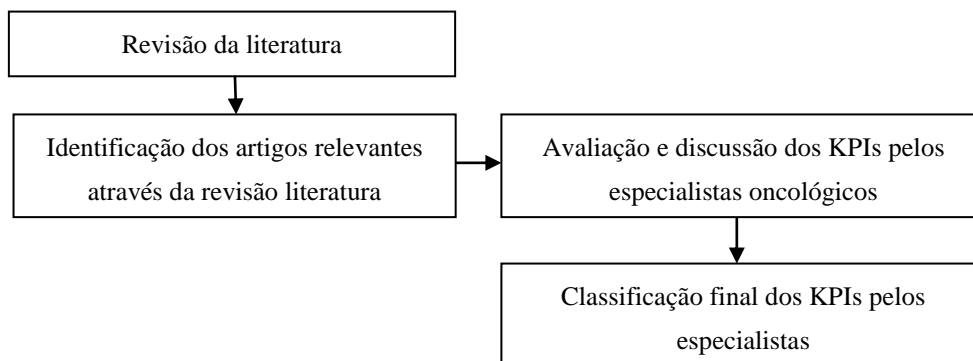 Revisão da literatura
Identificação dos artigos relevantes
através da revisão literatura
Avaliação e discussão dos KPIs pelos
especialistas oncológicos
Classificação final dos KPIs pelos
especialistas